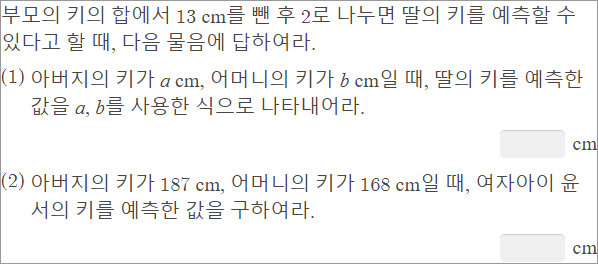 부모의 키의 합에서 13 cm를 뺀 후 2로 나누면 딸의 키를 예측할 수
있다고 할 때, 다음 물음에 답하여라.
(1) 아버지의 키가 a cm, 어머니의 키가 b cm일 때, 딸의 키를 예측한
값을 a, b를 사용한 식으로 나타내어라.
cm
(2) 아버지의 키가 187 cm, 어머니의 키가 168 cm일 때, 여자아이 윤
서의 키를 예측한 값을 구하여라.
cm